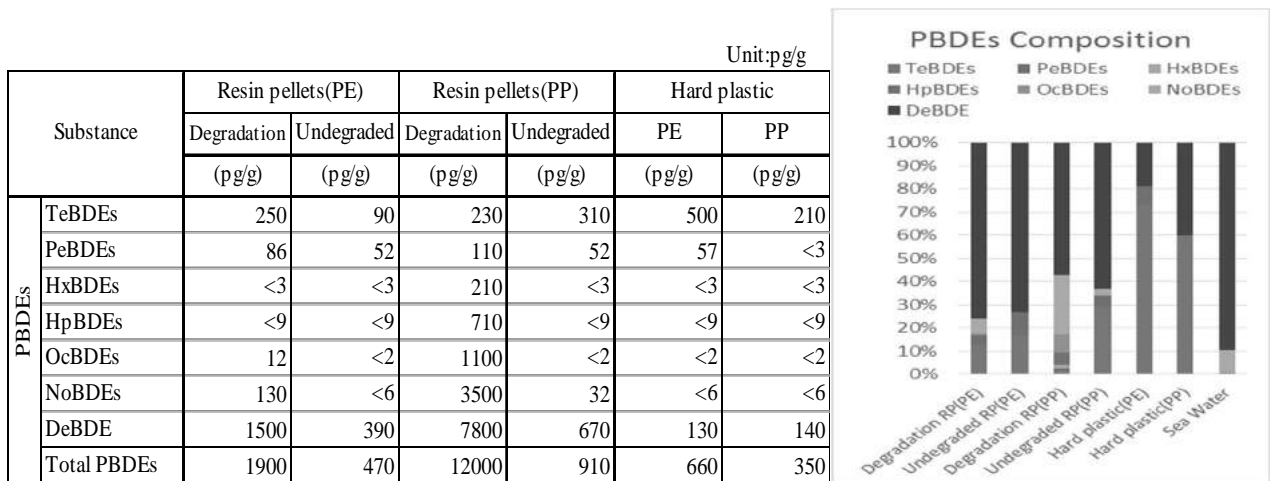 Unit:pg/g
Substance Resin pellets(PE) Resin pellets(PP) Hard plastic
Degradation Undegraded Degradation Undegraded PE PP
(pg/g) (pg/g) (pg/g) (pg/g) (pg/g) (pg/g)
PBDEs
TeBDEs 250 90 230 310 500 210
PeBDEs 86 52 110 52 57 <3
HxBDEs <3 <3 210 <3 <3 <3
HpBDEs <9 <9 710 <9 <9 <9
OcBDEs 12 <2 1100 <2 <2 <2
NoBDEs 130 <6 3500 32 <6 <6
DeBDE 1500 390 7800 670 130 140
Total PBDEs 1900 470 12000 910 660 350
PBDEs Composition
TeBDEs PeBDEs HxBDEs
HpBDEs OcBDEs NoBDEs
DeBDE
100%
90%
80%
70%
60%
50%
40%
30%
20%
10%
0%
Degradation RP(PE)
Undegraded RP(PE)
Degradation RP(PP)
Undegraded RP(PP)
Hard plastic(PE)
Hard plastic(PP)
Sea Water